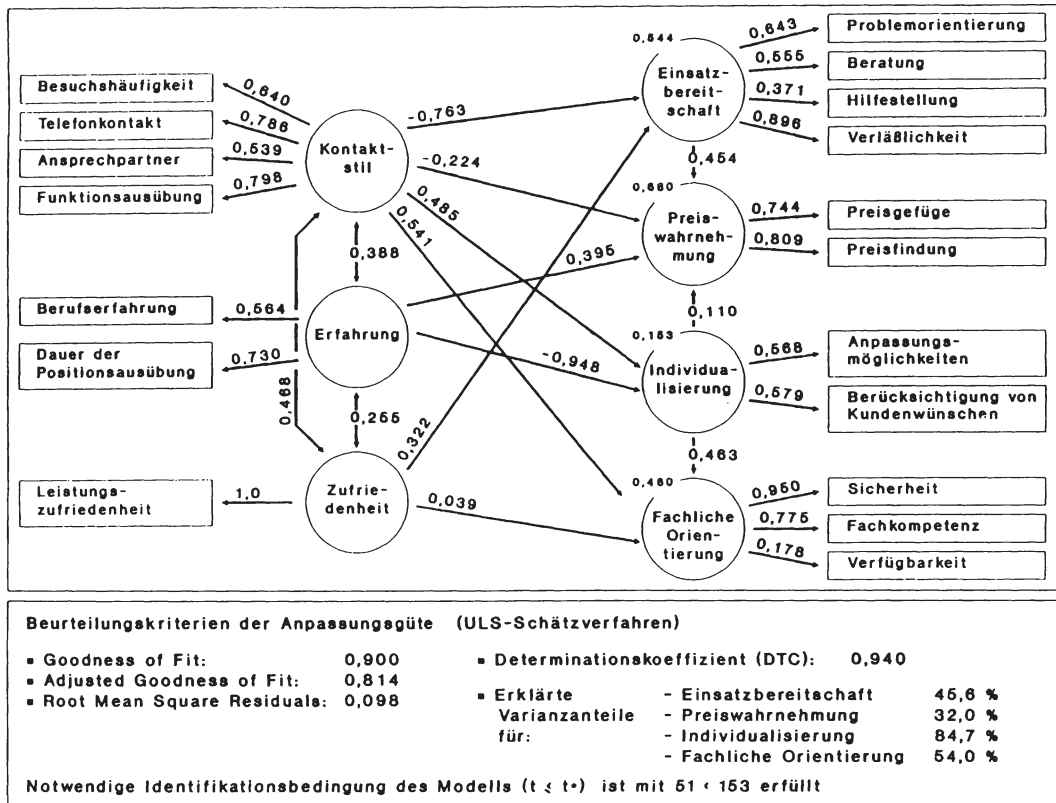 Besuchshäufigkeit
Telefonkontakt
Ansprechpartner
Funktionsausübung
Berufserfahrung
Dauer der
Positionsausübung
Leistungs-
zufriedenheit
0,640
0,786
0,539
0,798
0,564
0,730
1,0
0,468
Kontakt-
stil
0,388
Erfahrung
0,255
Zufrie-
denheit
-0,763
-0,224
0,485
0,541
0,395
-0,948
0,322
0,039
0,544
Einsatz-
bereit-
schaft
0,454
0,680
Preis-
wahrneh-
mung
0,110
0,153
Individua-
lisierung
0,463
0,460
Fachliche
Orien-
tierung
0,643
0,555
0,371
0,896
0,744
0,809
0,568
0,579
0,950
0,775
0,178
Problemorientierung
Beratung
Hilfestellung
Verläßlichkeit
Preisgefüge
Preisfindung
Anpassungs-
möglichkeiten
Berücksichtigung von
Kundenwünschen
Sicherheit
Fachkompetenz
Verfügbarkeit
Beurteilungskriterien der Anpassungsgüte (ULS-Schätzverfahren)
▪ Goodness of Fit: 0,900
▪ Adjusted Goodness of Fit: 0,814
▪ Root Mean Square Residuals: 0,098
▪ Determinationskoeffizient (DTC): 0,940
▪ Erklärte - Einsatzbereitschaft 45,6 %
Varianzanteile - Preiswahrnehmung 32,0 %
für: - Individualisierung 84,7 %
- Fachliche Orientierung 54,0 %
Notwendige Identifikationsbedingung des Modells (t ≤ t*) ist mit 51 < 153 erfüllt